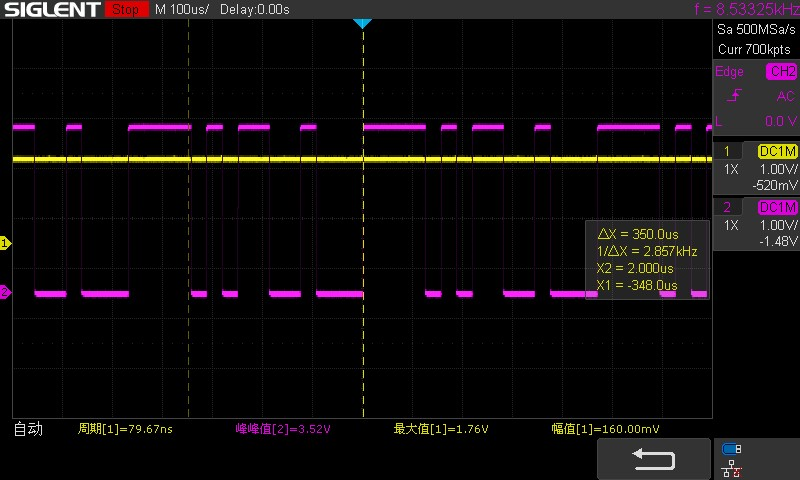 SIGLENT Stop M 100us/ Delay:0.00s f = 8.53325kHz
Sa 500MSa/s
Curr 700kpts
Edge CH2
AC
L 0.0 V
1 DC1M
1X 1.00V/
-520mV
2 DC1M
1X 1.00V/
-1.48V
1
2
ΔX = 350.0us
1/ΔX = 2.857kHz
X2 = 2.000us
X1 = -348.0us
自动 周期[1]=79.67ns 峰峰值[2]=3.52V 最大值[1]=1.76V 幅值[1]=160.00mV